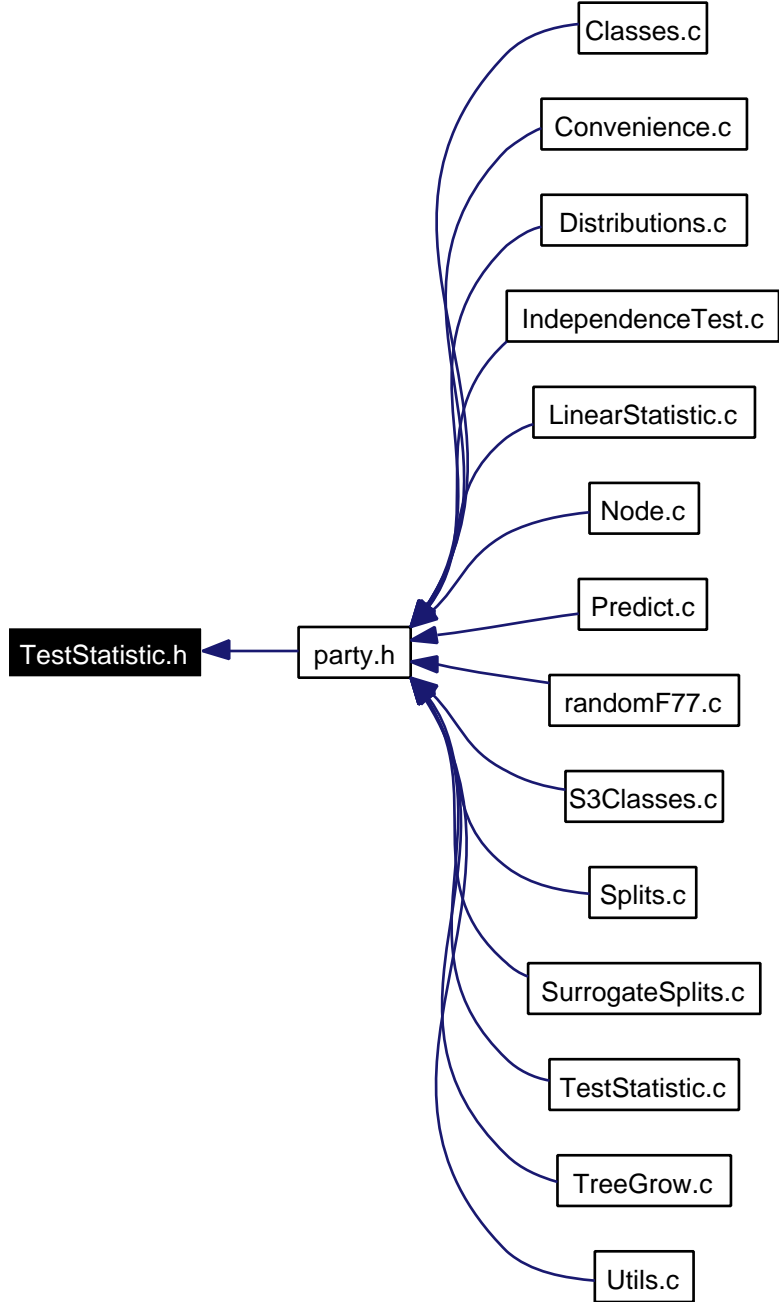 Classes.c
Convenience.c
Distributions.c
IndependenceTest.c
LinearStatistic.c
Node.c
Predict.c
TestStatistic.h
party.h
randomF77.c
S3Classes.c
Splits.c
SurrogateSplits.c
TestStatistic.c
TreeGrow.c
Utils.c